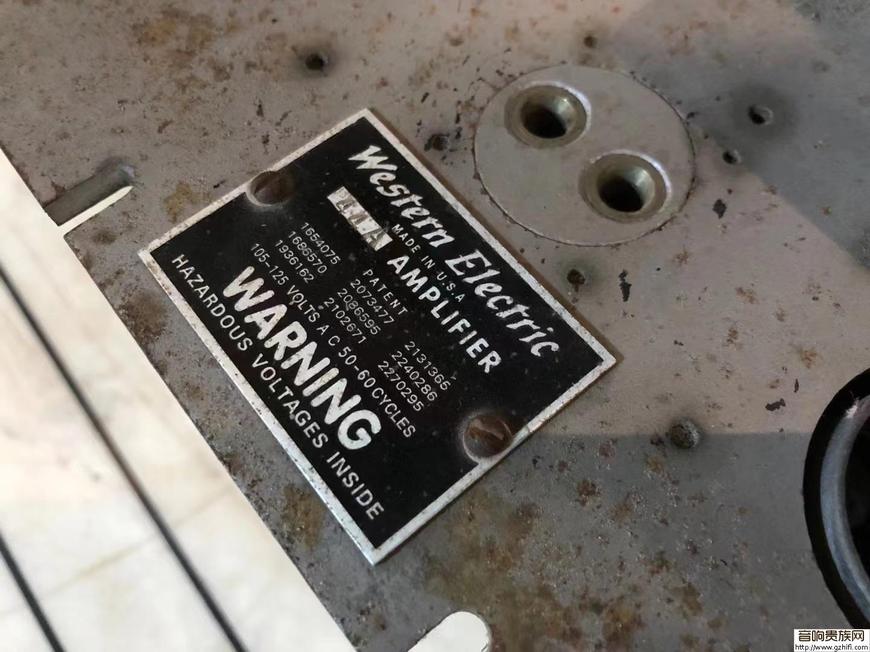 Western Electric
MADE IN U.S.A
AMPLIFIER
PATENT
1654075 2073477 2131366
1686570 2086595 2240286
1936162 2102671 2270295
105-125 VOLTS A C 50-60 CYCLES
WARNING
HAZARDOUS VOLTAGES INSIDE
音响贵族网
http://www.gzhifi.com